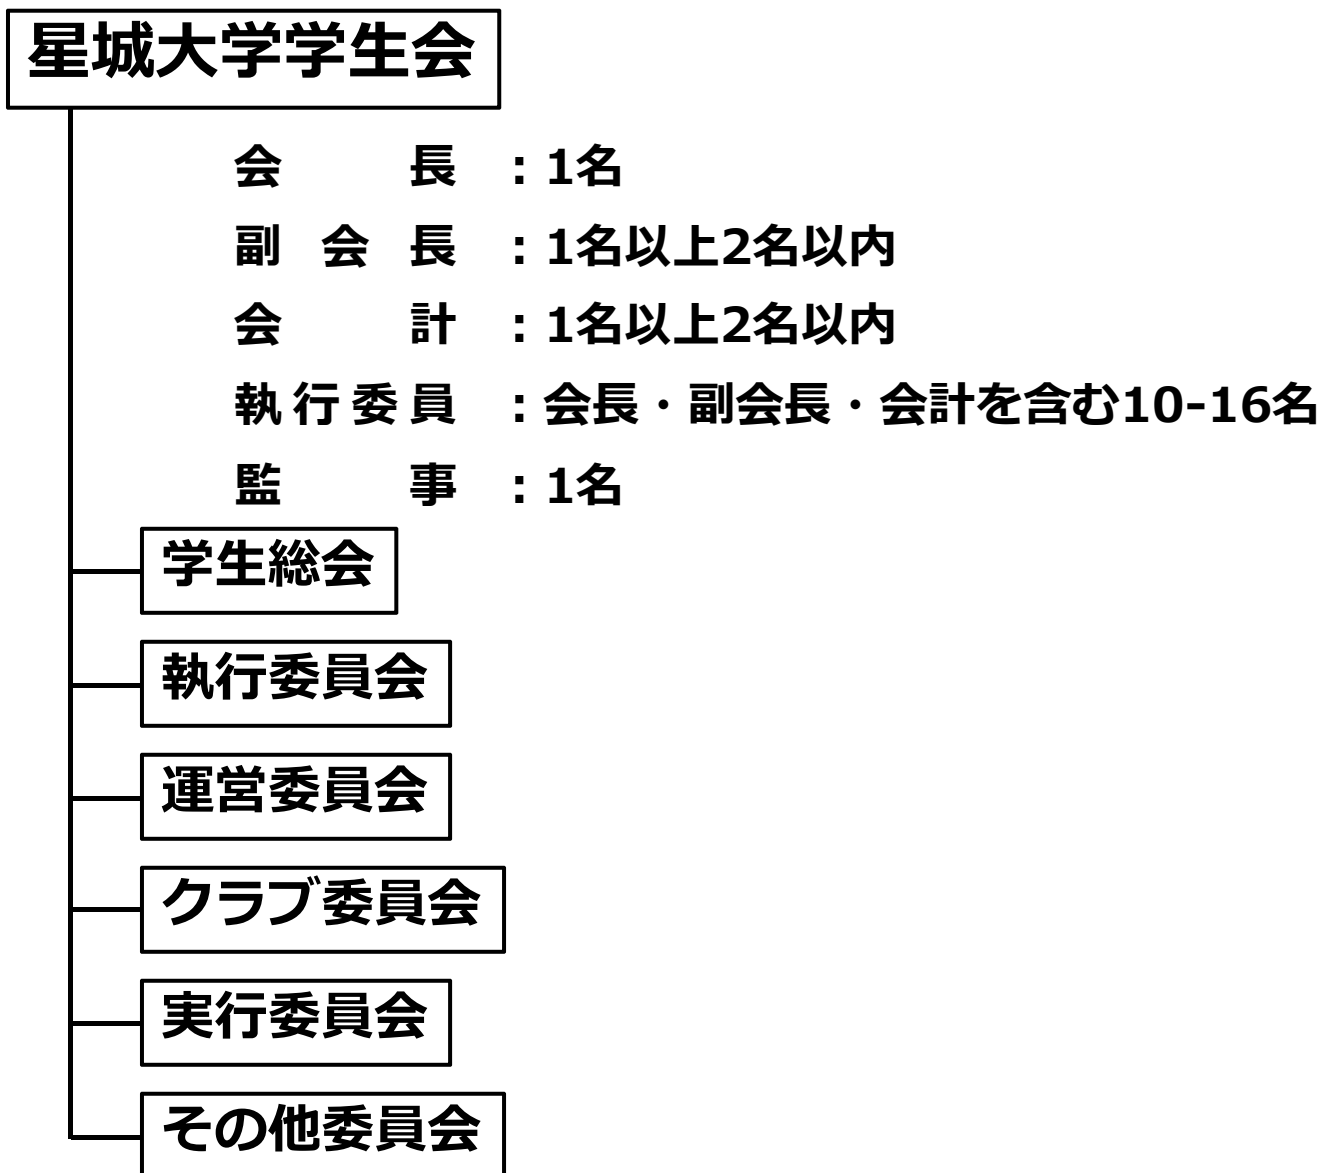 星城大学学生会
会長：1名
副会長：1名以上2名以内
会計：1名以上2名以内
執行委員：会長・副会長・会計を含む10-16名
監事：1名
学生総会
執行委員会
運営委員会
クラブ委員会
実行委員会
その他委員会